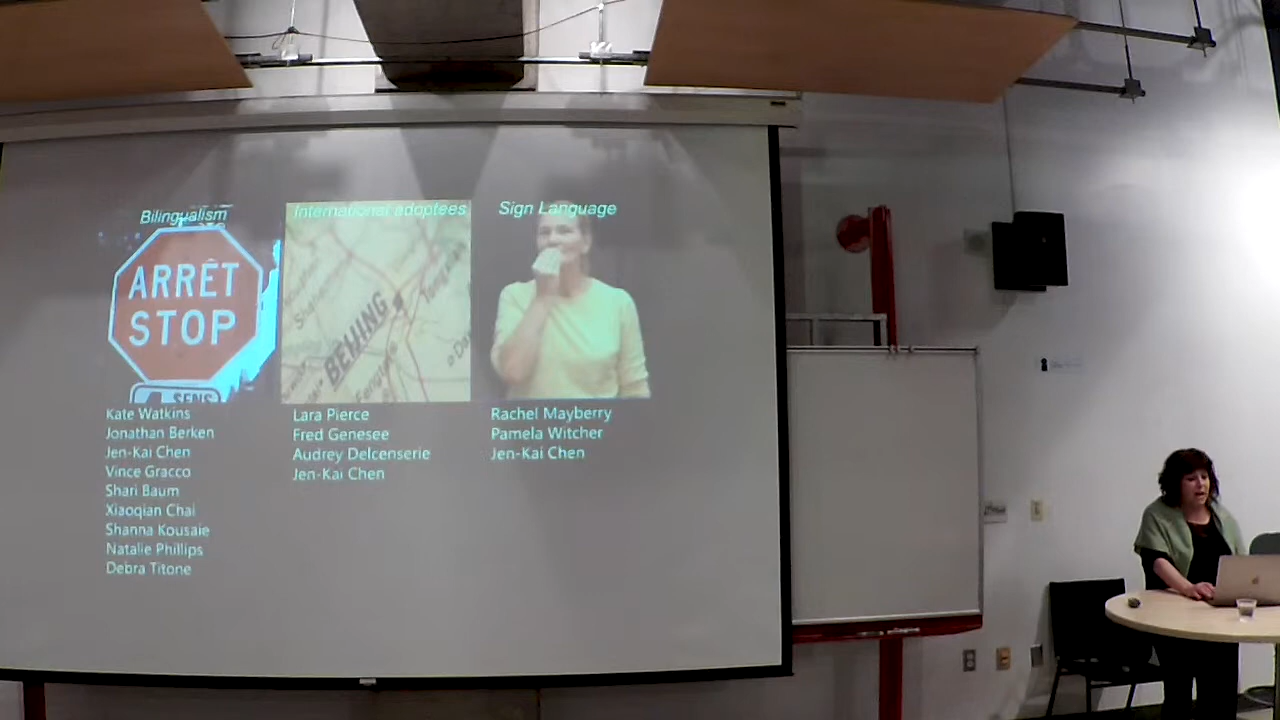 Bilingualism
ARRÊT
STOP
SENS
Kate Watkins
Jonathan Berken
Jen-Kai Chen
Vince Gracco
Shari Baum
Xiaoqian Chai
Shanna Kousaie
Natalie Phillips
Debra Titone
International adoptees
BEIJING
Lara Pierce
Fred Genesee
Audrey Delcenserie
Jen-Kai Chen
Sign Language
Rachel Mayberry
Pamela Witcher
Jen-Kai Chen